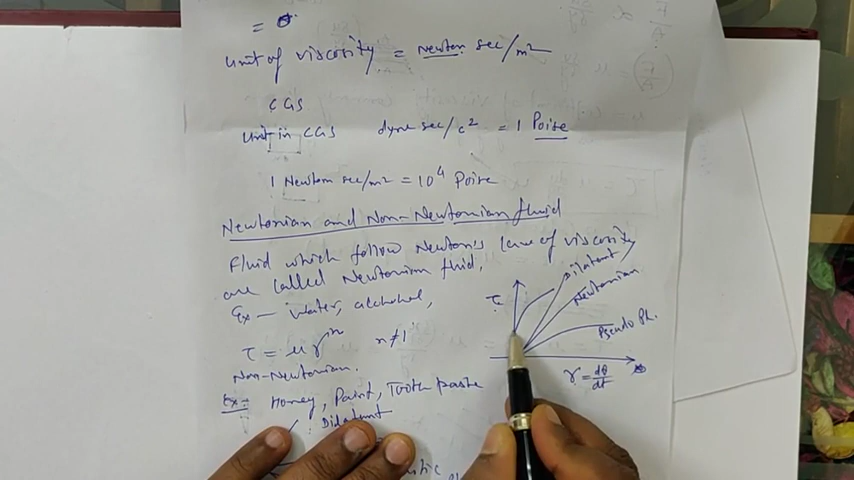 =
Unit of viscosity = newton sec/m²
CGS
Unit in CGS dyne sec/c² = 1 Poise
1 Newton sec/m² = 10⁴ Poise
Newtonian and Non-Newtonian fluid
Fluid which follow Newton's law of viscosity
are called Newtonian fluid,
Ex – water, alcohol,
τ = μ γⁿ n≠1
Non-Newtonian.
Ex:- Honey, Paint, Tooth paste
Dilatant
τ
Dilatent
Newtonian
Pseudo Pl.
γ = dθ/dt